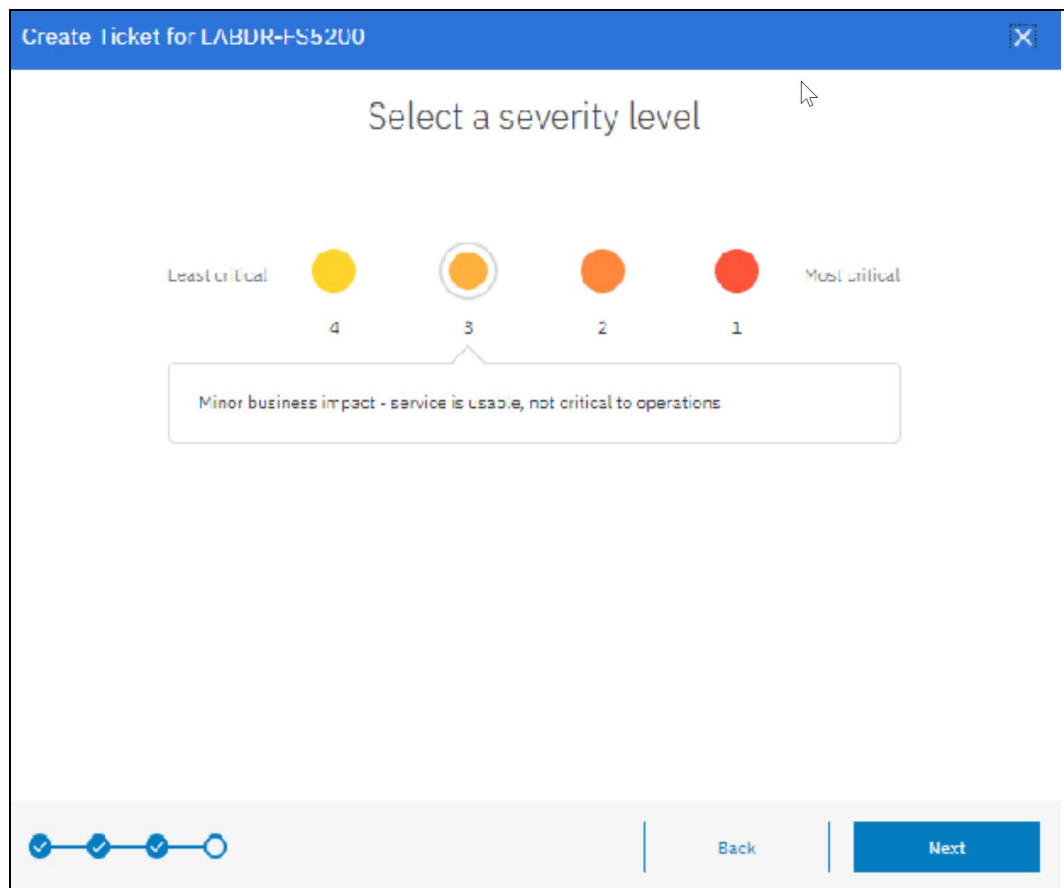 Create Ticket for LABDR-FS5200
Select a severity level
Least critical
Most critical
4
3
2
1
Minor business impact - service is usable, not critical to operations
Back
Next